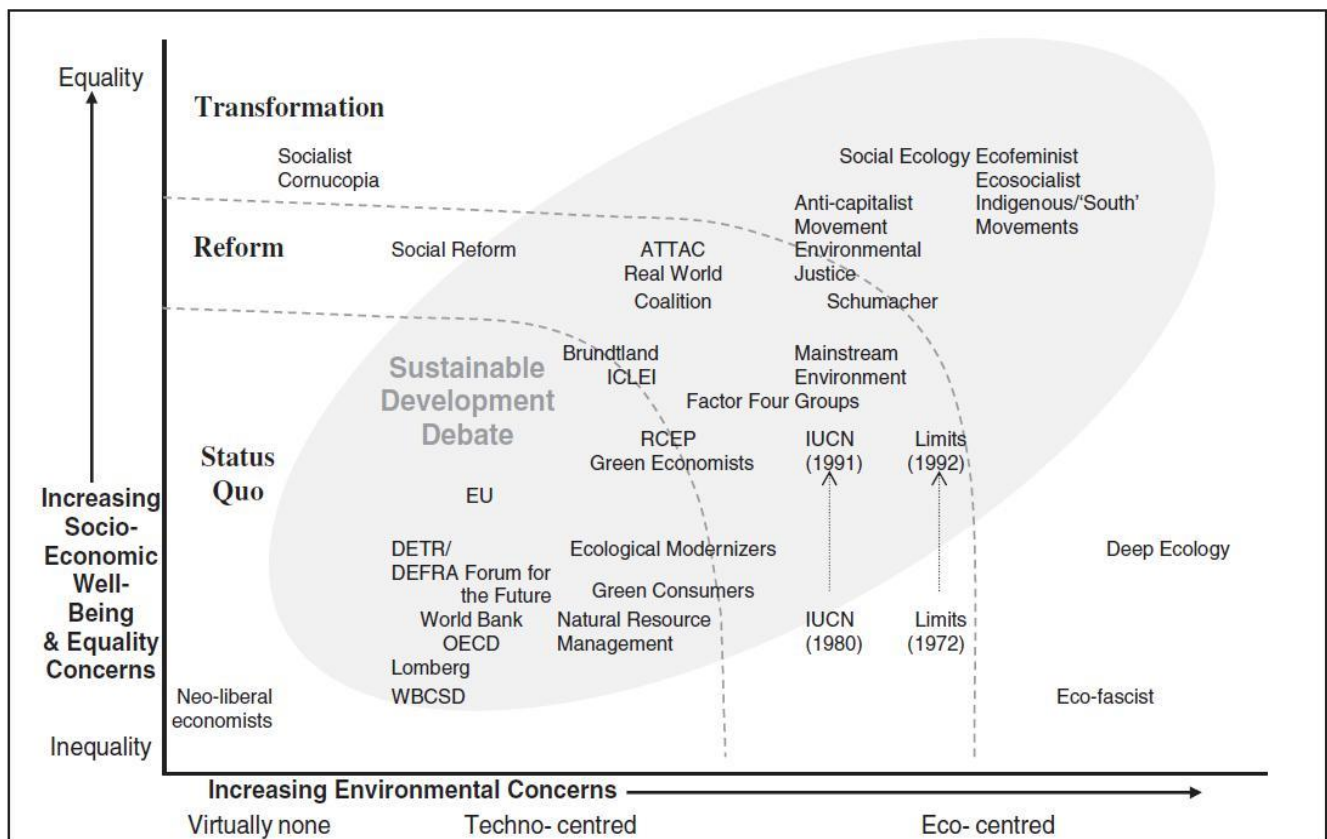 Equality
Transformation
Socialist
Cornucopia
Social Ecology Ecofeminist
Ecosocialist
Indigenous/‘South’
Movements
Anti-capitalist
Movement
Environmental
Justice
Reform
Social Reform
ATTAC
Real World
Coalition
Schumacher
Sustainable
Development
Debate
Brundtland
ICLEI
Mainstream
Environment
Factor Four Groups
Status
Quo
RCEP
Green Economists
IUCN
(1991)
Limits
(1992)
EU
Increasing
Socio-
Economic
Well-
Being
& Equality
Concerns
DETR/
DEFRA Forum for
the Future
Ecological Modernizers
Green Consumers
Deep Ecology
World Bank
OECD
Natural Resource
Management
IUCN
(1980)
Limits
(1972)
Lomberg
WBCSD
Neo-liberal
economists
Eco-fascist
Inequality
Increasing Environmental Concerns
Virtually none
Techno- centred
Eco- centred